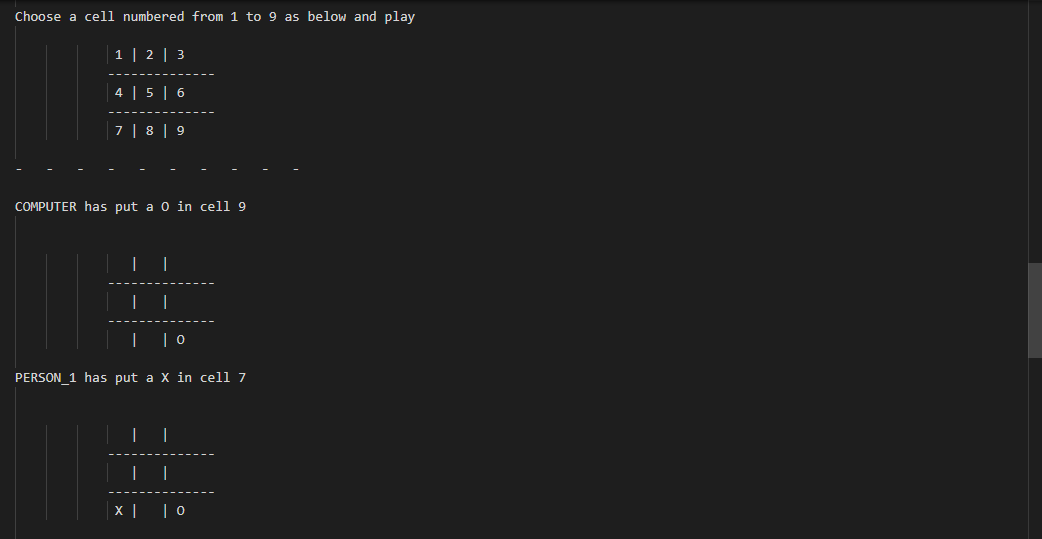 Choose a cell numbered from 1 to 9 as below and play
1 | 2 | 3
--------------
4 | 5 | 6
--------------
7 | 8 | 9
- - - - - - - - - -
COMPUTER has put a O in cell 9
| |
--------------
| |
--------------
| | O
PERSON_1 has put a X in cell 7
| |
--------------
| |
--------------
X | | O